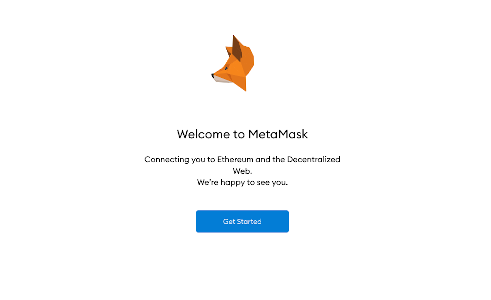 Welcome to MetaMask
Connecting you to Ethereum and the Decentralized
Web.
We're happy to see you.
Get Started